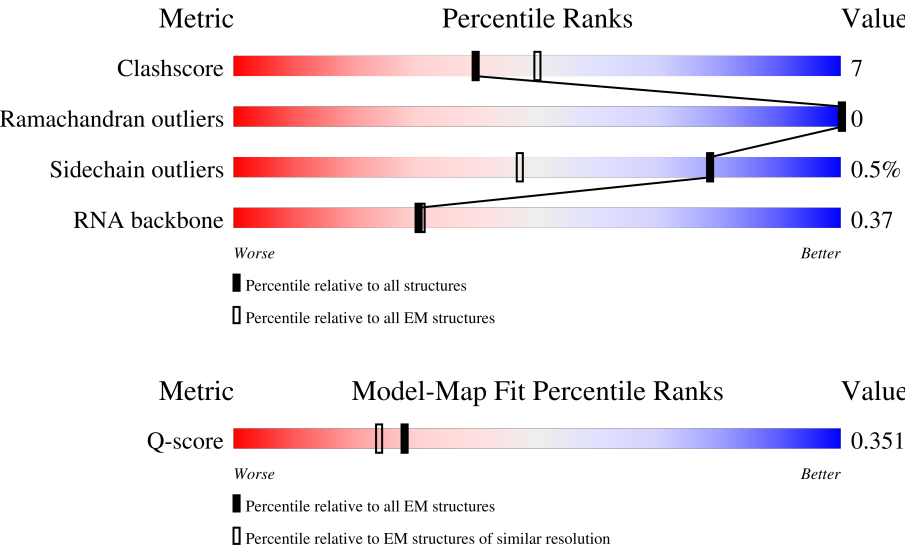 Metric Percentile Ranks Value
Clashscore 7
Ramachandran outliers 0
Sidechain outliers 0.5%
RNA backbone 0.37
Worse Better
Percentile relative to all structures
Percentile relative to all EM structures
Metric Model-Map Fit Percentile Ranks Value
Q-score 0.351
Worse Better
Percentile relative to all EM structures
Percentile relative to EM structures of similar resolution